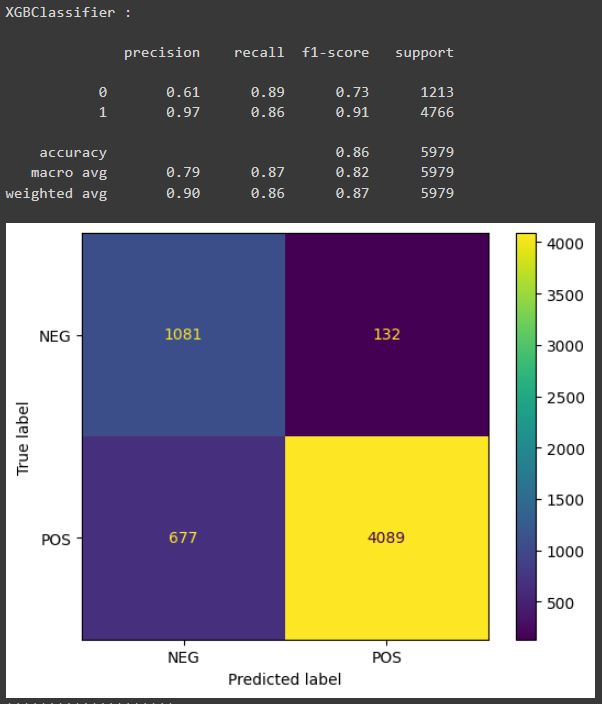 XGBClassifier :
precision recall f1-score support
0 0.61 0.89 0.73 1213
1 0.97 0.86 0.91 4766
accuracy 0.86 5979
macro avg 0.79 0.87 0.82 5979
weighted avg 0.90 0.86 0.87 5979
4000
3500
NEG 1081 132
3000
2500
True label
2000
1500
POS 677 4089
1000
500
NEG POS
Predicted label